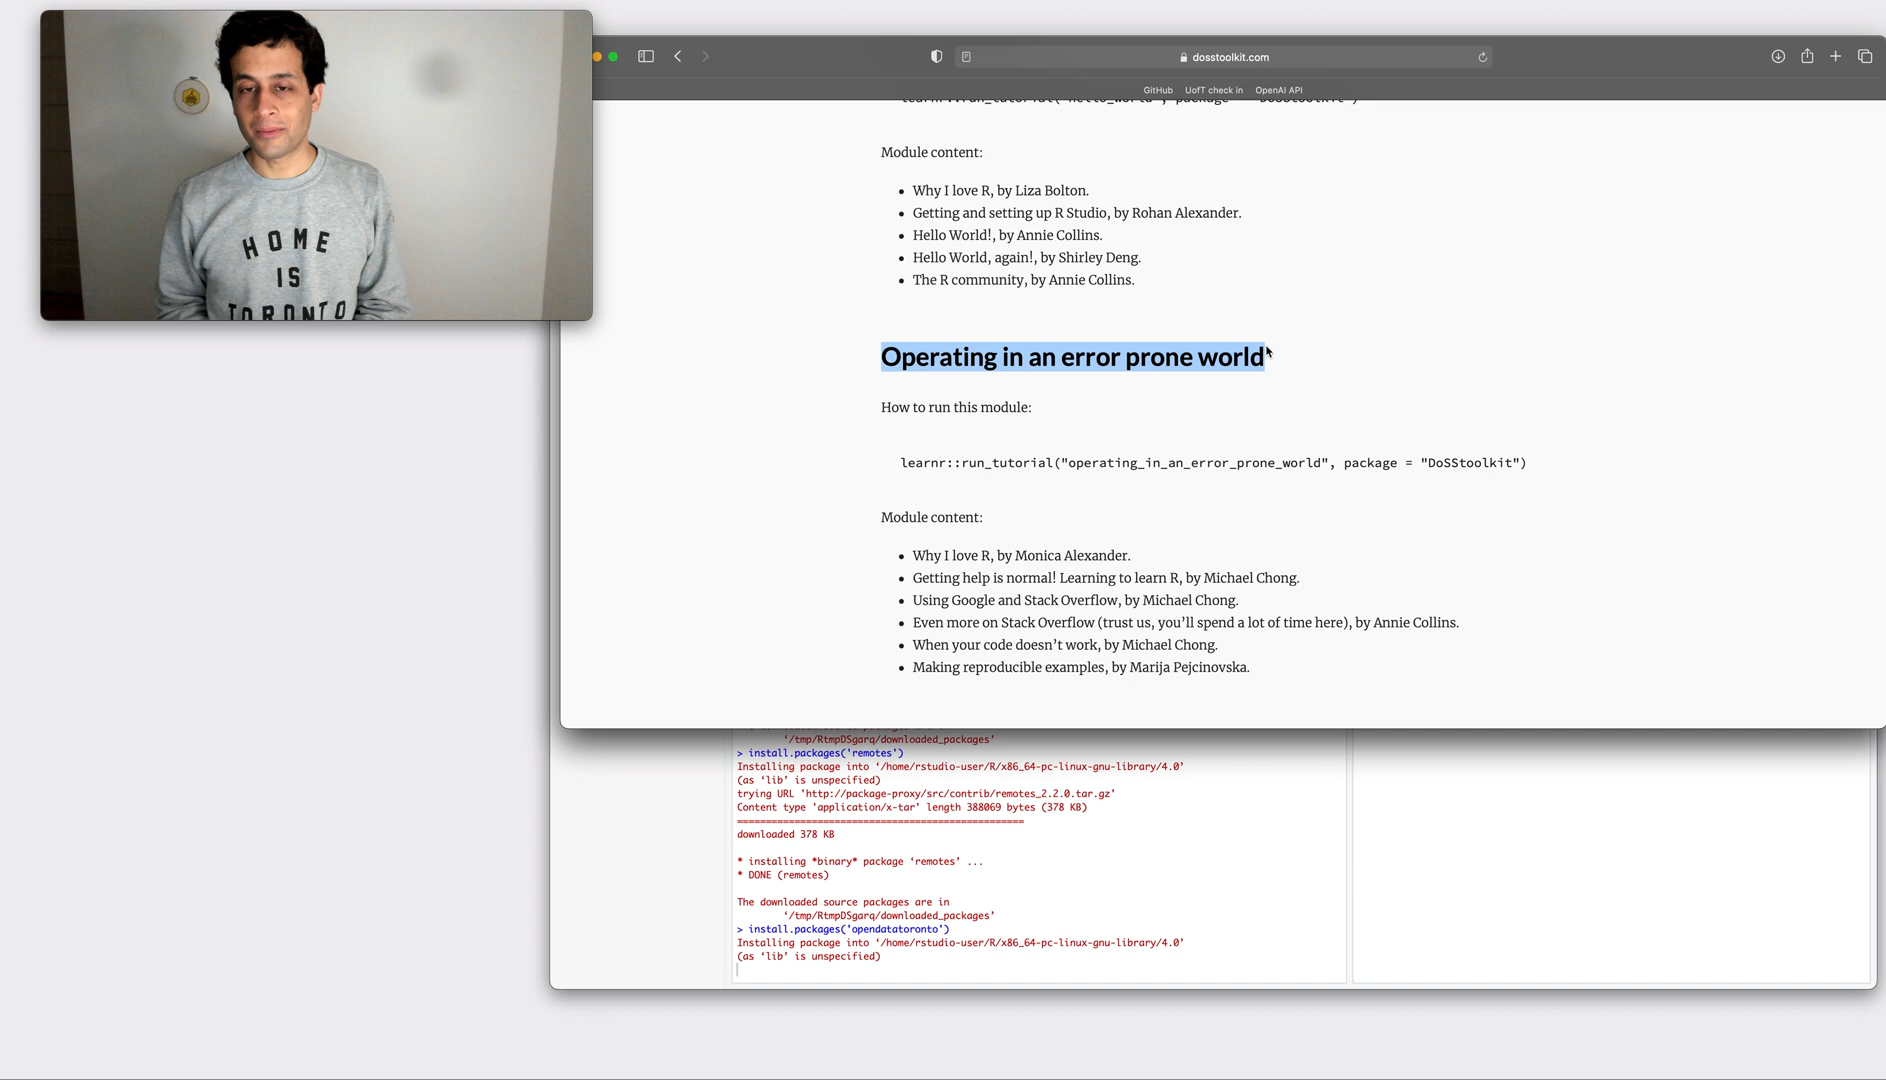 HOME
IS
TORONTO
dosstoolkit.com
GitHub
UofT check in
OpenAI API
learnr::run_tutorial("hello_world", package = "DoSStoolkit")
Module content:
• Why I love R, by Liza Bolton.
• Getting and setting up R Studio, by Rohan Alexander.
• Hello World!, by Annie Collins.
• Hello World, again!, by Shirley Deng.
• The R community, by Annie Collins.
Operating in an error prone world
How to run this module:
learnr::run_tutorial("operating_in_an_error_prone_world", package = "DoSStoolkit")
Module content:
• Why I love R, by Monica Alexander.
• Getting help is normal! Learning to learn R, by Michael Chong.
• Using Google and Stack Overflow, by Michael Chong.
• Even more on Stack Overflow (trust us, you’ll spend a lot of time here), by Annie Collins.
• When your code doesn’t work, by Michael Chong.
• Making reproducible examples, by Marija Pejcinovska.
‘/tmp/RtmpDSgarq/downloaded_packages’
> install.packages('remotes')
Installing package into ‘/home/rstudio-user/R/x86_64-pc-linux-gnu-library/4.0’
(as ‘lib’ is unspecified)
trying URL 'http://package-proxy/src/contrib/remotes_2.2.0.tar.gz'
Content type 'application/x-tar' length 388069 bytes (378 KB)
==================================================
downloaded 378 KB
* installing *binary* package ‘remotes’ ...
* DONE (remotes)
The downloaded source packages are in
‘/tmp/RtmpDSgarq/downloaded_packages’
> install.packages('opendatatoronto')
Installing package into ‘/home/rstudio-user/R/x86_64-pc-linux-gnu-library/4.0’
(as ‘lib’ is unspecified)